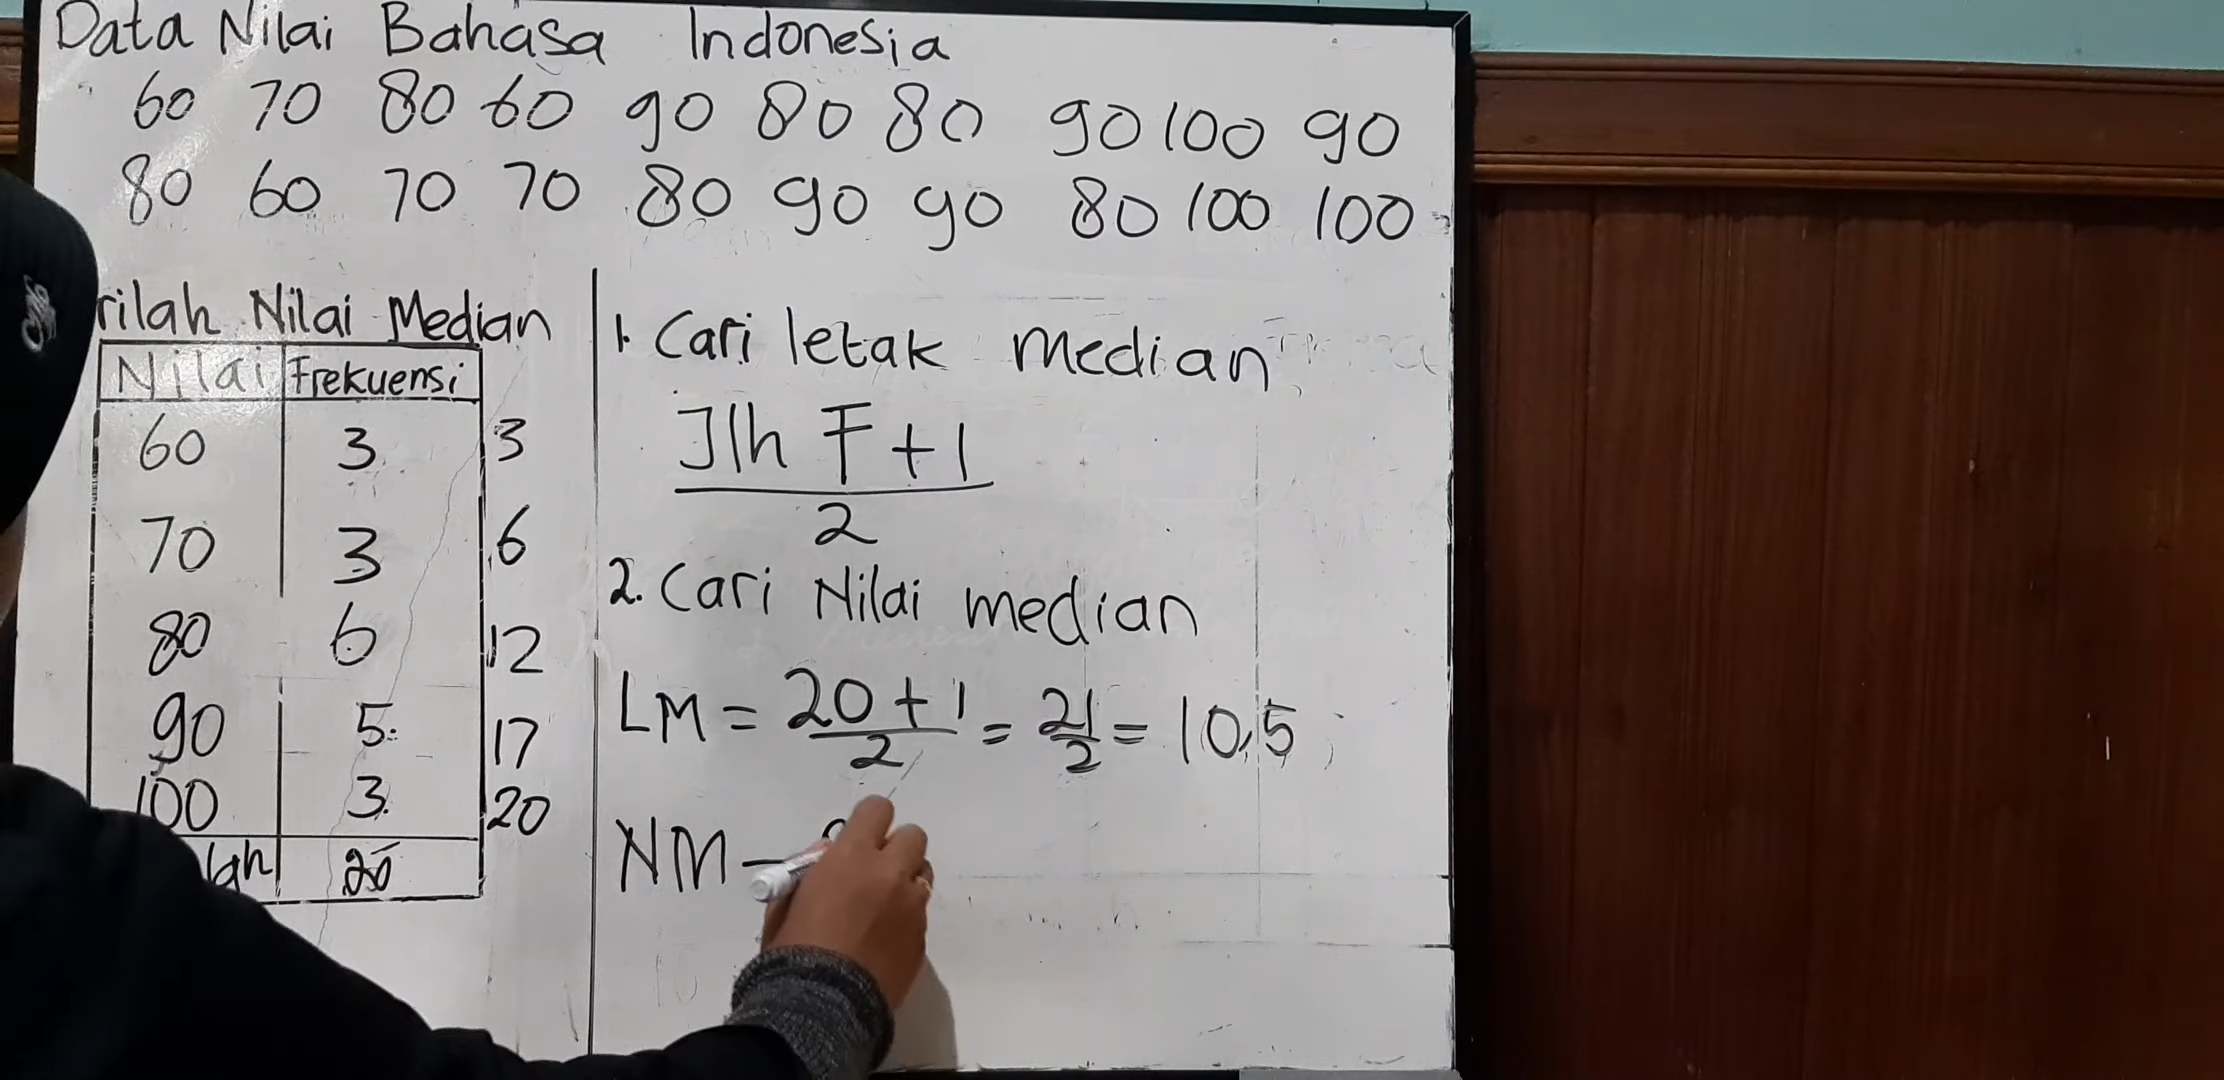 Data Nilai Bahasa Indonesia
60 70 80 60 90 80 80 90 100 90
80 60 70 70 80 90 90 80 100 100
rilah Nilai Median
Nilai Frekuensi
60 3 3
70 3 6
80 6 12
90 5 17
100 3 20
lah 20
1. Cari letak median
Jlh F + 1
2
2. Cari Nilai median
LM = 20 + 1 / 2 = 21 / 2 = 10,5
NM